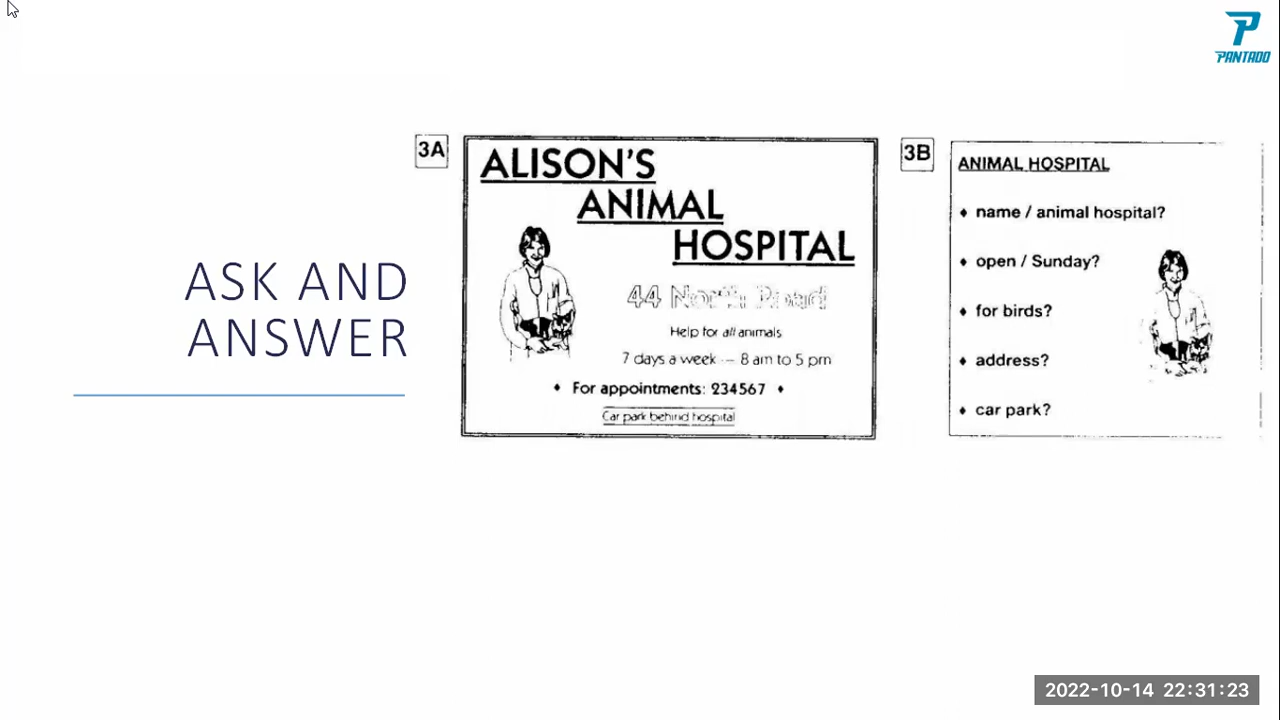 PANTADO
ASK AND
ANSWER
3A
ALISON'S
ANIMAL
HOSPITAL
44 North Road
Help for all animals
7 days a week -- 8 am to 5 pm
♦ For appointments: 234567 ♦
Car park behind hospital
3B
ANIMAL HOSPITAL
♦ name / animal hospital?
♦ open / Sunday?
♦ for birds?
♦ address?
♦ car park?
2022-10-14 22:31:23